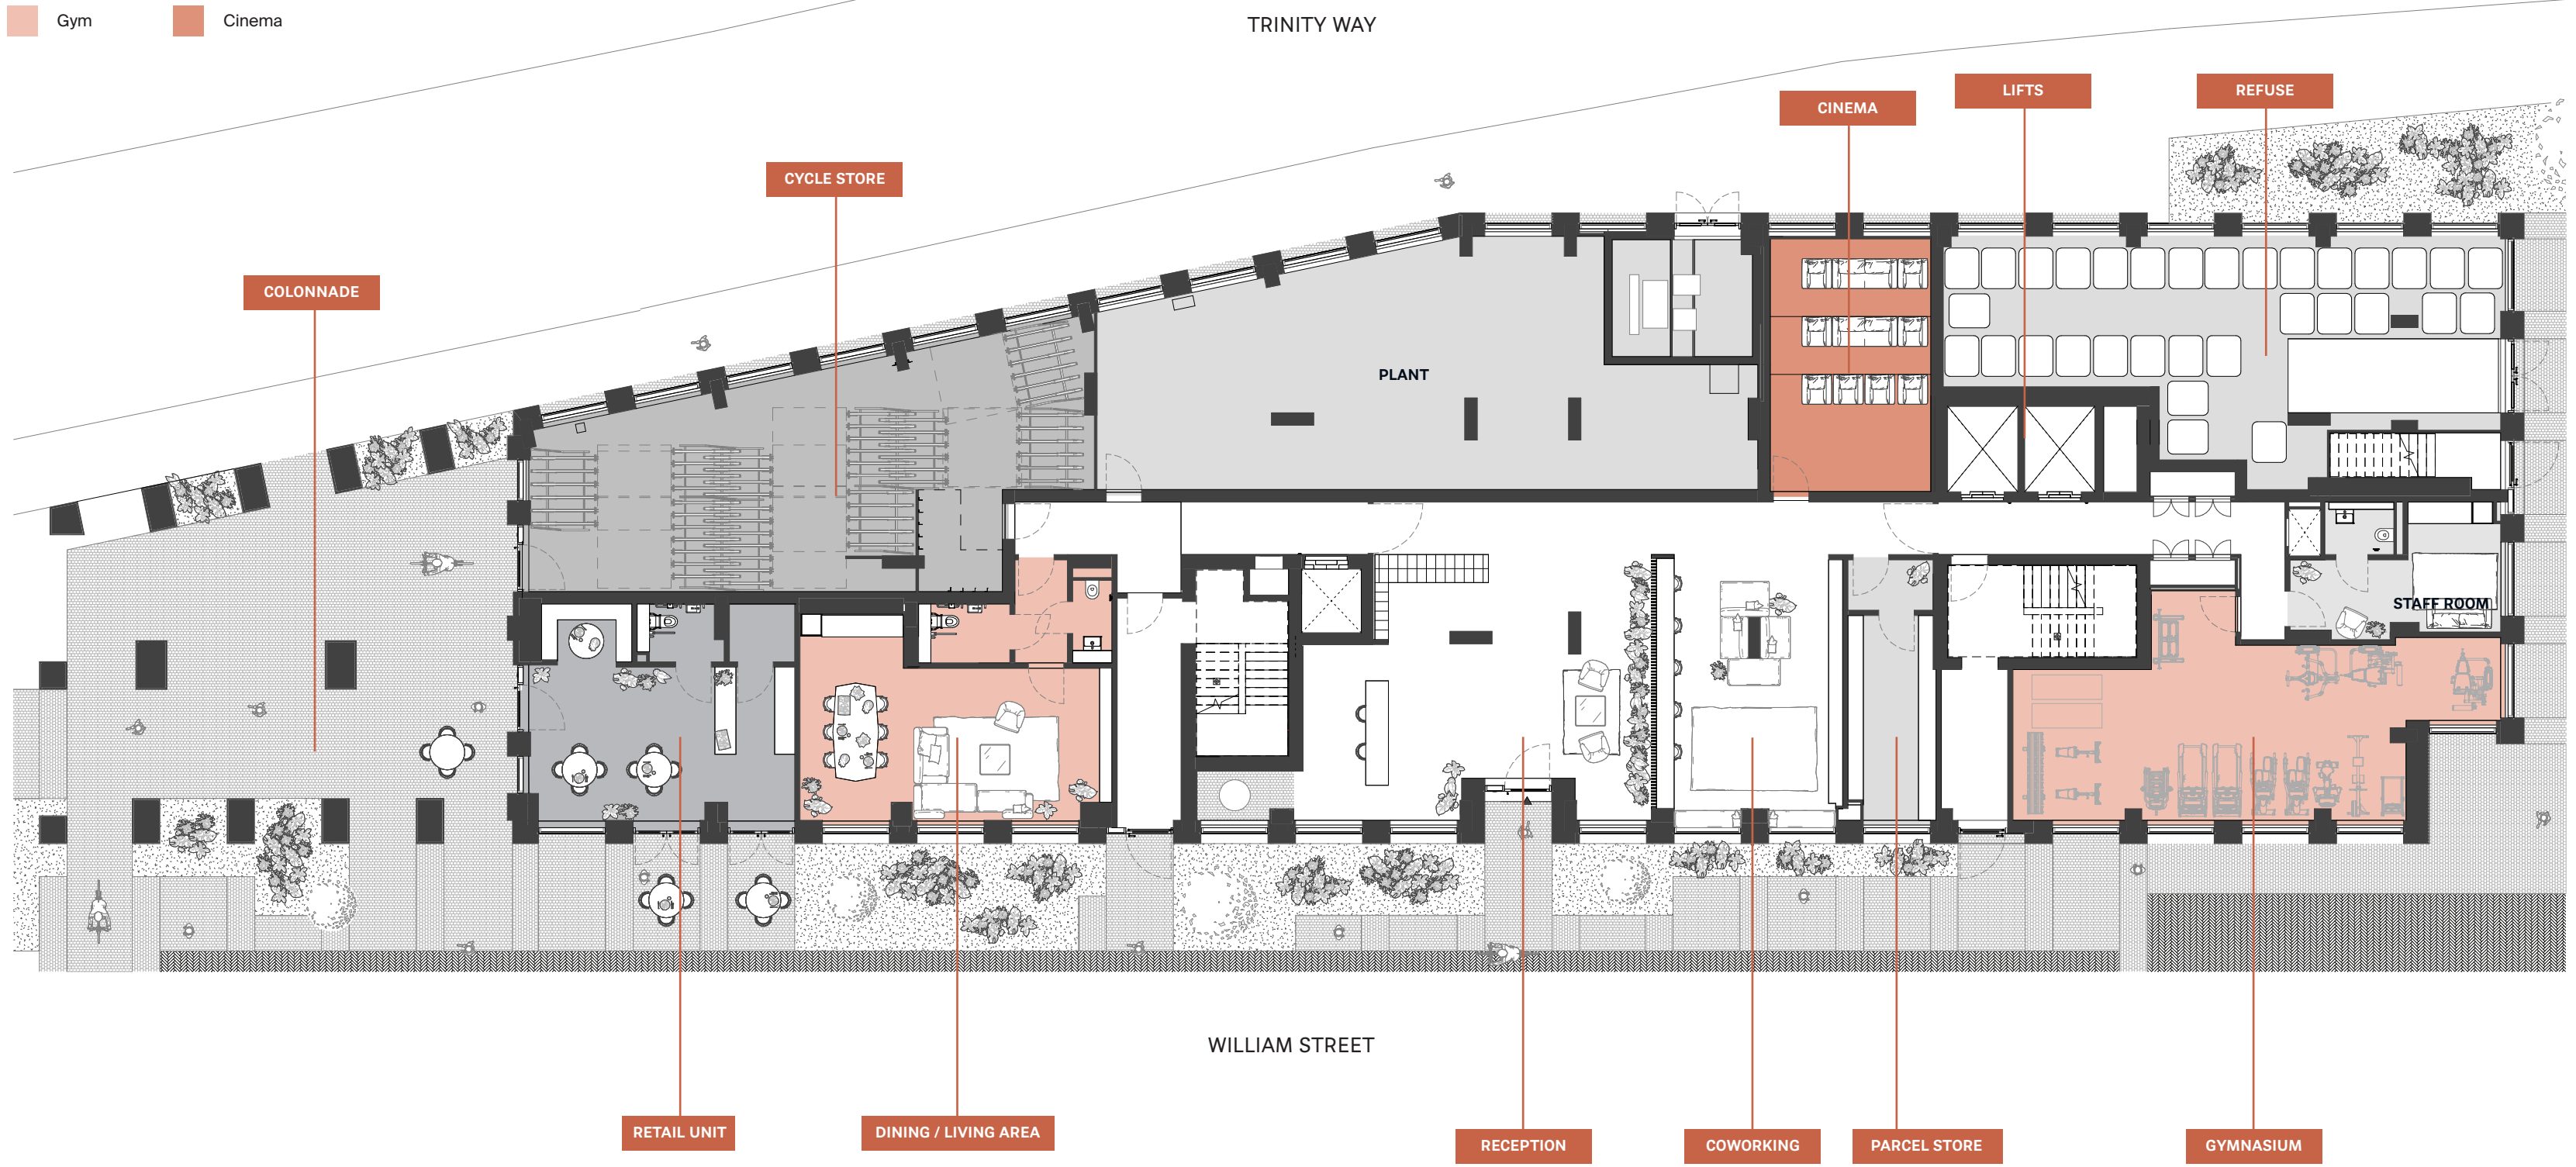 Gym
Cinema
TRINITY WAY
LIFTS
REFUSE
CINEMA
CYCLE STORE
COLONNADE
PLANT
STAFF ROOM
WILLIAM STREET
RETAIL UNIT
DINING / LIVING AREA
RECEPTION
COWORKING
PARCEL STORE
GYMNASIUM